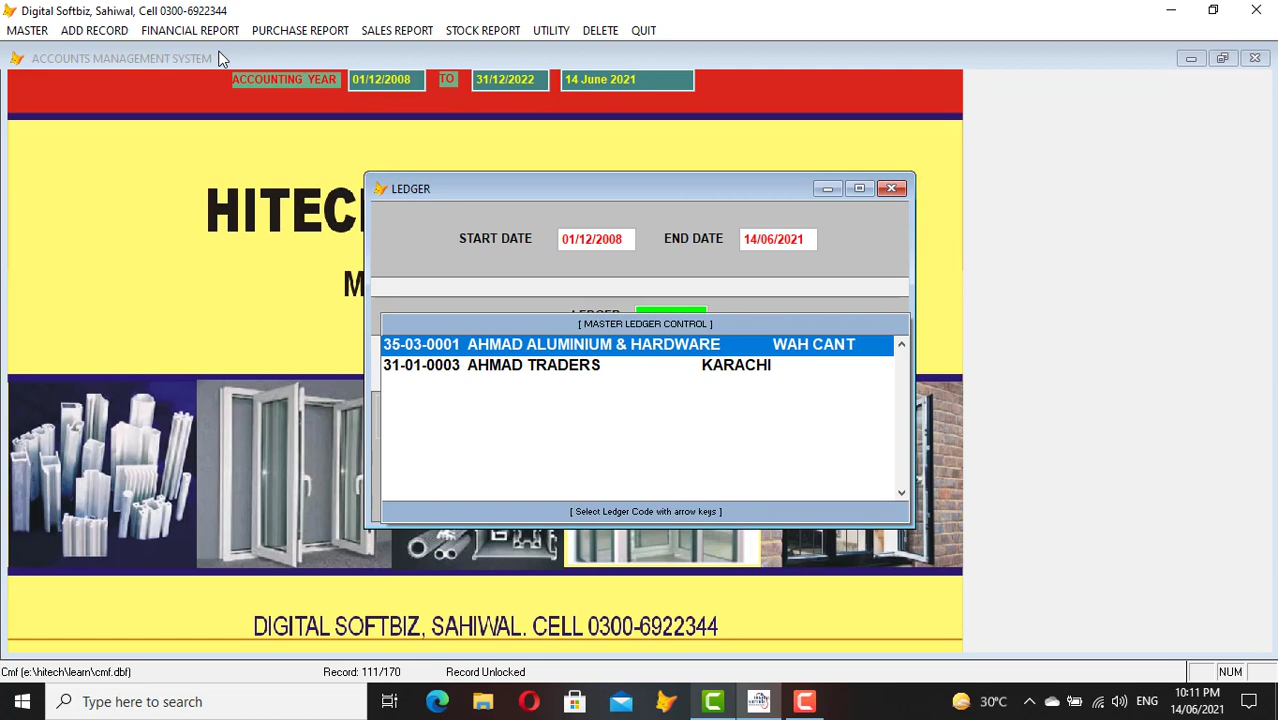 Digital Softbiz, Sahiwal, Cell 0300-6922344
MASTER ADD RECORD FINANCIAL REPORT PURCHASE REPORT SALES REPORT STOCK REPORT UTILITY DELETE QUIT
ACCOUNTS MANAGEMENT SYSTEM
ACCOUNTING YEAR 01/12/2008 TO 31/12/2022 14 June 2021
HITECH
M
LEDGER
START DATE 01/12/2008 END DATE 14/06/2021
LEDGER
[ MASTER LEDGER CONTROL ]
35-03-0001 AHMAD ALUMINIUM & HARDWARE WAH CANT
31-01-0003 AHMAD TRADERS KARACHI
[ Select Ledger Code with arrow keys ]
DIGITAL SOFTBIZ, SAHIWAL. CELL 0300-6922344
Cmf (e:\hitech\learn\cmf.dbf) Record: 111/170 Record Unlocked NUM
Type here to search
30°C
ENG
10:11 PM
14/06/2021